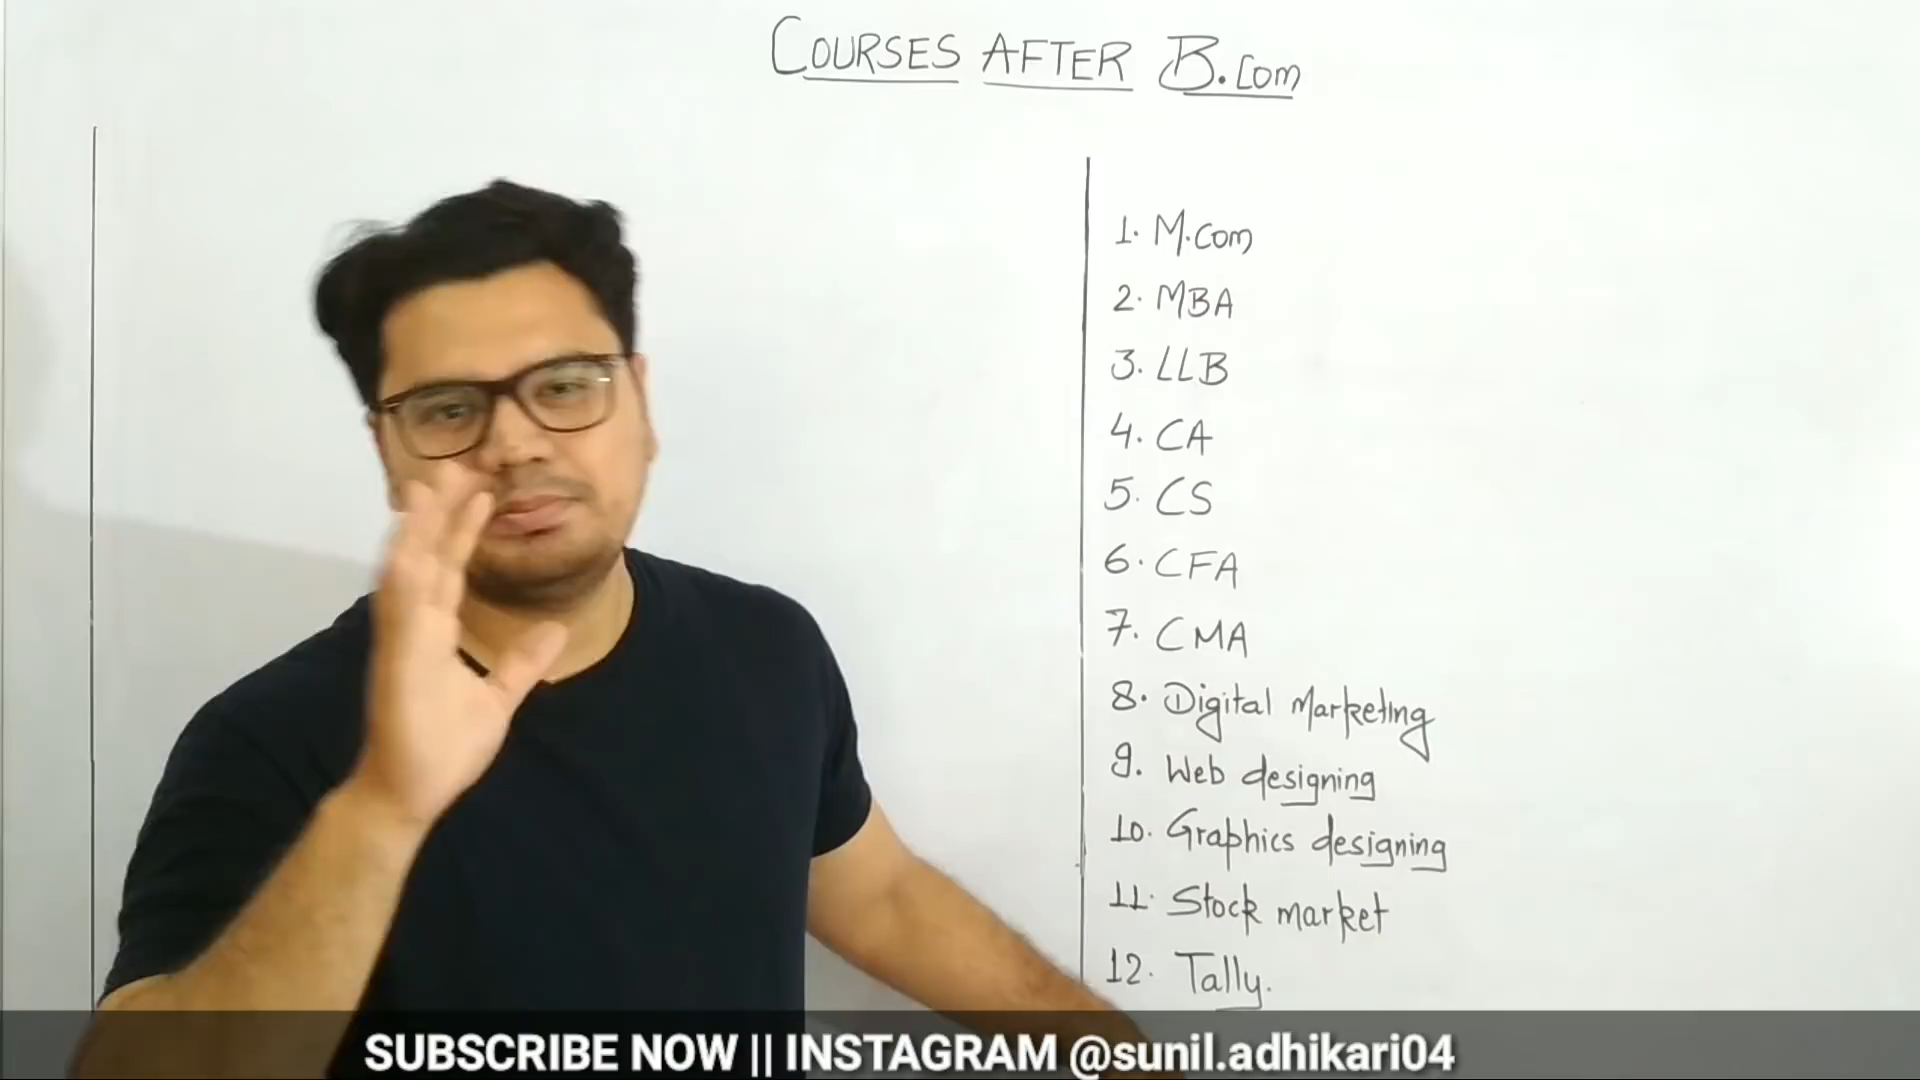 COURSES AFTER B.Com
1. M.Com
2. MBA
3. LLB
4. CA
5. CS
6. CFA
7. CMA
8. Digital Marketing
9. Web designing
10. Graphics designing
11. Stock market
12. Tally.
SUBSCRIBE NOW || INSTAGRAM @sunil.adhikari04